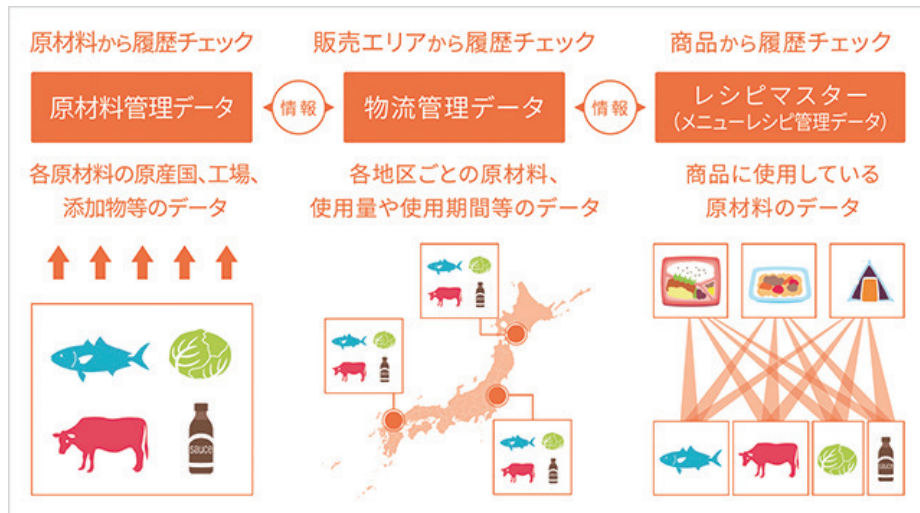 原材料から履歴チェック
販売エリアから履歴チェック
商品から履歴チェック
原材料管理データ
情報
物流管理データ
情報
レシピマスター
(メニューレシピ管理データ)
各原材料の原産国、工場、
添加物等のデータ
各地区ごとの原材料、
使用量や使用期間等のデータ
商品に使用している
原材料のデータ
sauce